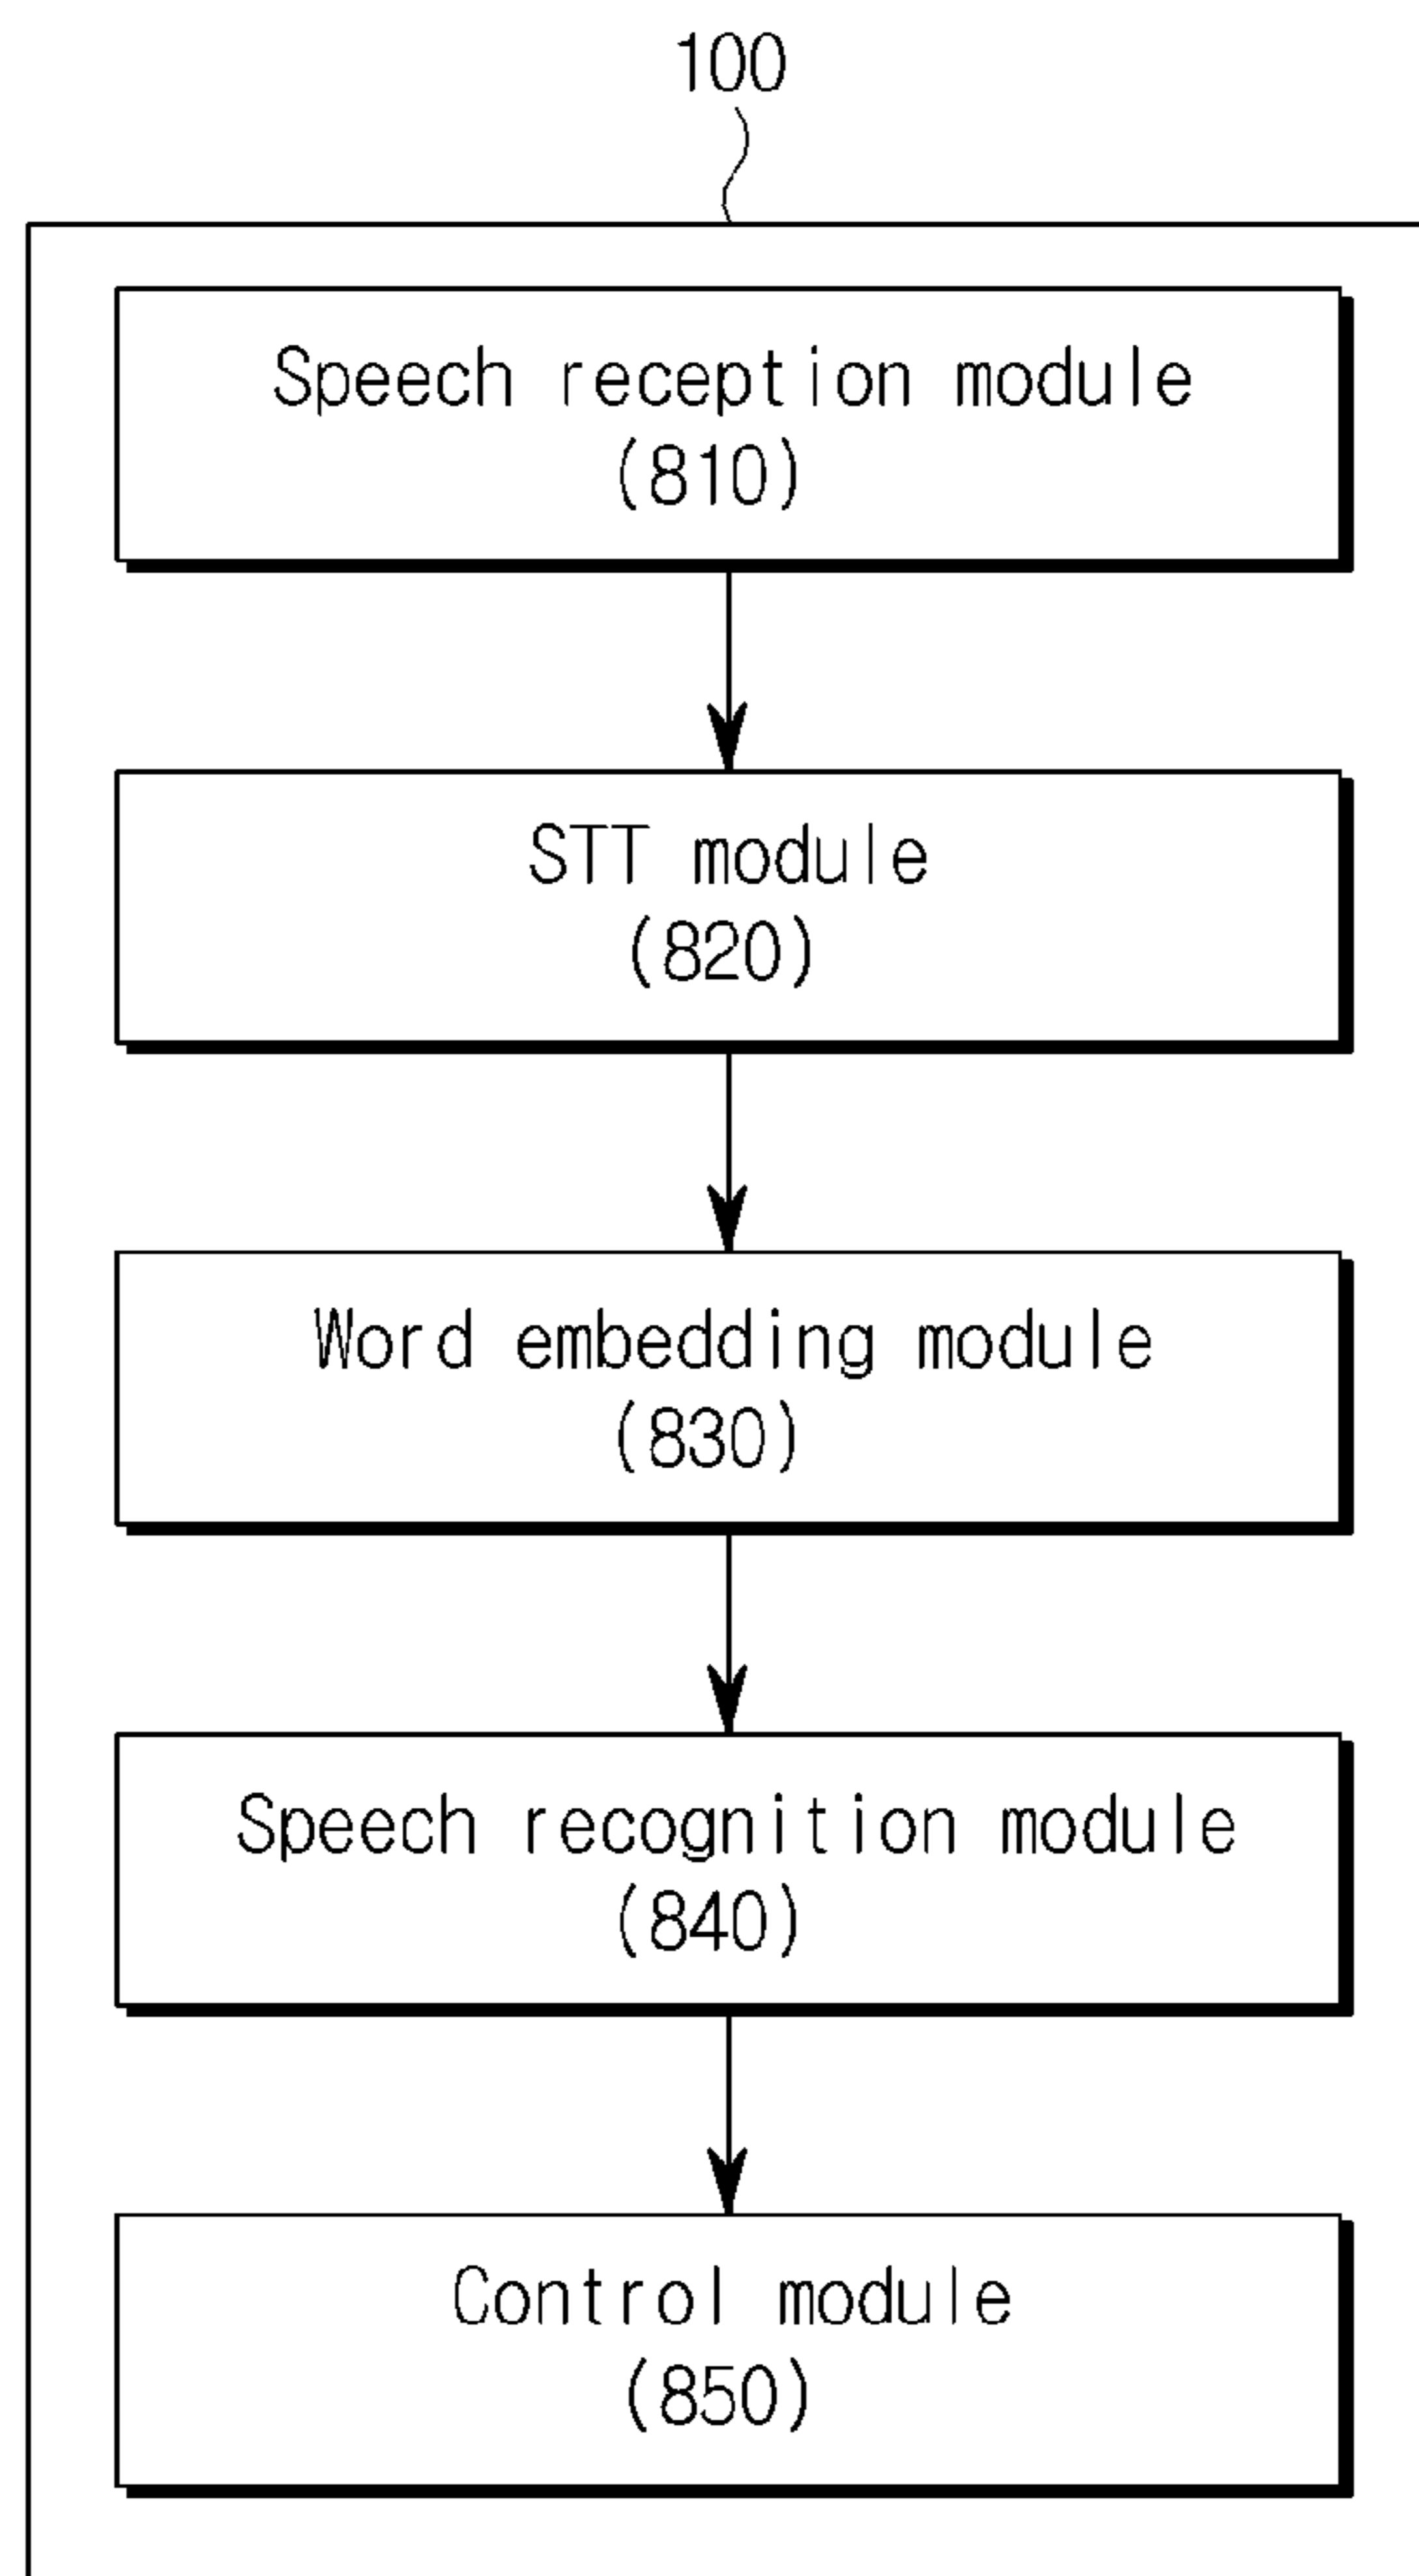 100
Speech reception module
(810)
STT module
(820)
Word embedding module
(830)
Speech recognition module
(840)
Control module
(850)